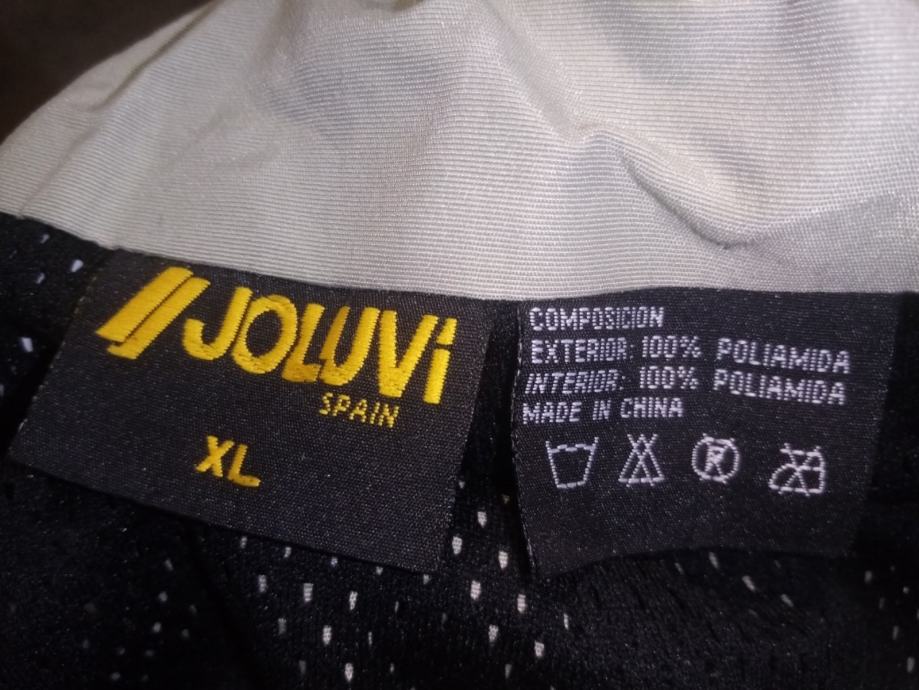 JOLUVi
SPAIN
XL
COMPOSICION
EXTERIOR: 100% POLIAMIDA
INTERIOR: 100% POLIAMIDA
MADE IN CHINA